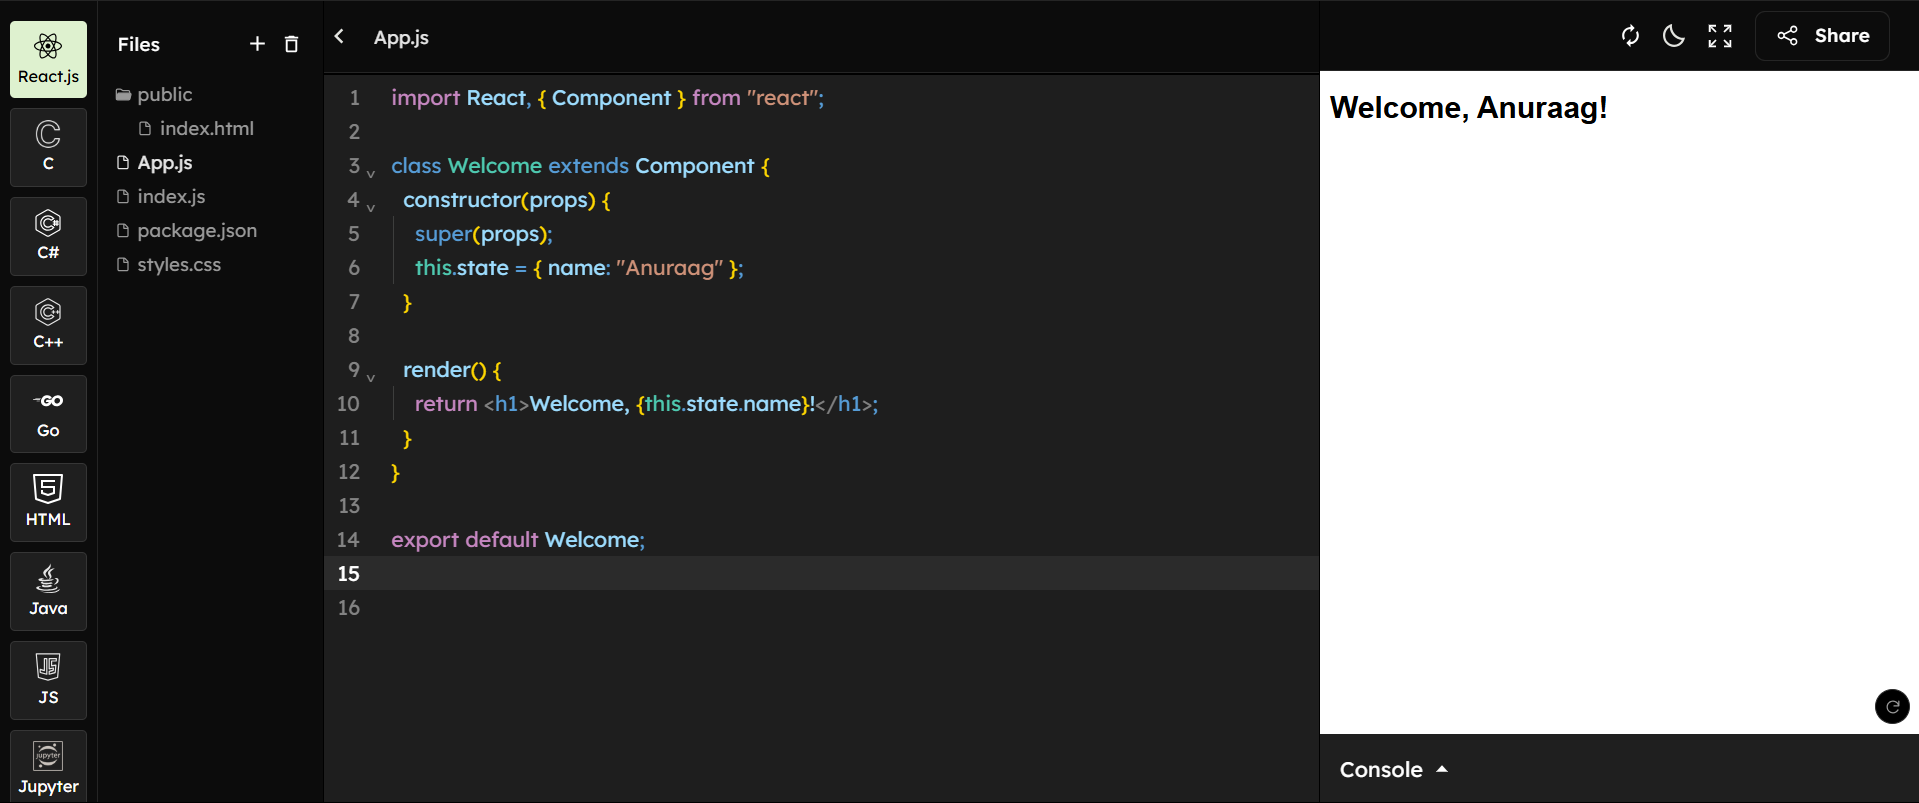 React.js
C
C#
C++
GO
Go
HTML
Java
JS
JS
jupyter
Jupyter
Files
public
index.html
App.js
index.js
package.json
styles.css
App.js
1 import React, { Component } from "react";
2
3 class Welcome extends Component {
4 constructor(props) {
5 super(props);
6 this.state = { name: "Anuraag" };
7 }
8
9 render() {
10 return <h1>Welcome, {this.state.name}!</h1>;
11 }
12 }
13
14 export default Welcome;
15
16
Share
Welcome, Anuraag!
Console